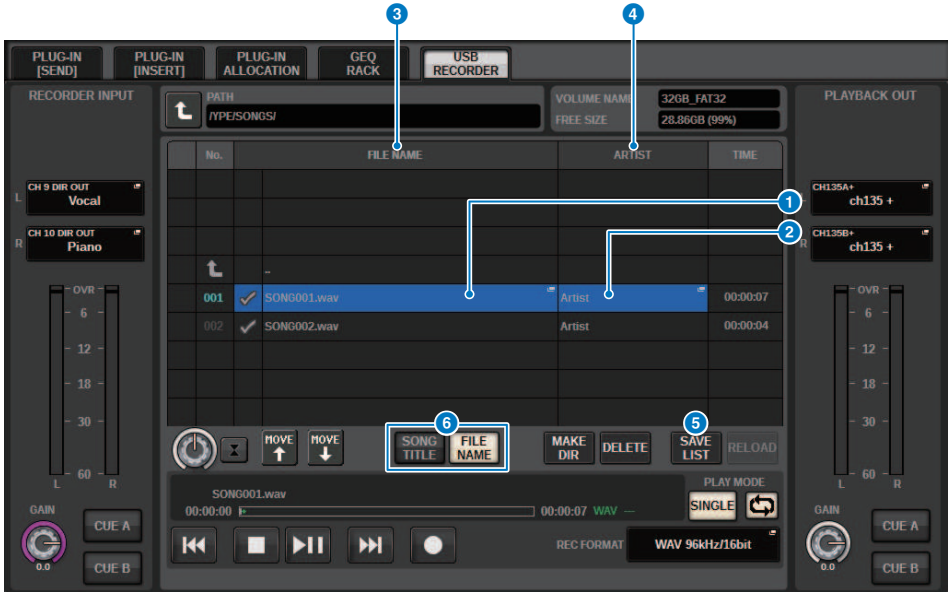 3
4
PLUG-IN
[SEND]
PLUG-IN
[INSERT]
PLUG-IN
ALLOCATION
GEQ
RACK
USB
RECORDER
RECORDER INPUT
PATH
/YPE/SONGS/
VOLUME NAME
32GB_FAT32
FREE SIZE
28.86GB (99%)
PLAYBACK OUT
No.
FILE NAME
ARTIST
TIME
L
CH 9 DIR OUT
Vocal
R
CH 10 DIR OUT
Piano
1
2
L
CH135A+
ch135 +
R
CH135B+
ch135 +
001
SONG001.wav
Artist
00:00:07
002
SONG002.wav
Artist
00:00:04
OVR
6
12
18
30
60
L R
OVR
6
12
18
30
60
L R
6
5
MOVE
MOVE
SONG
TITLE
FILE
NAME
MAKE
DIR
DELETE
SAVE
LIST
RELOAD
SONG001.wav
00:00:00
00:00:07 WAV ---
PLAY MODE
SINGLE
REC FORMAT
WAV 96kHz/16bit
GAIN
0.0
CUE A
CUE B
GAIN
0.0
CUE A
CUE B